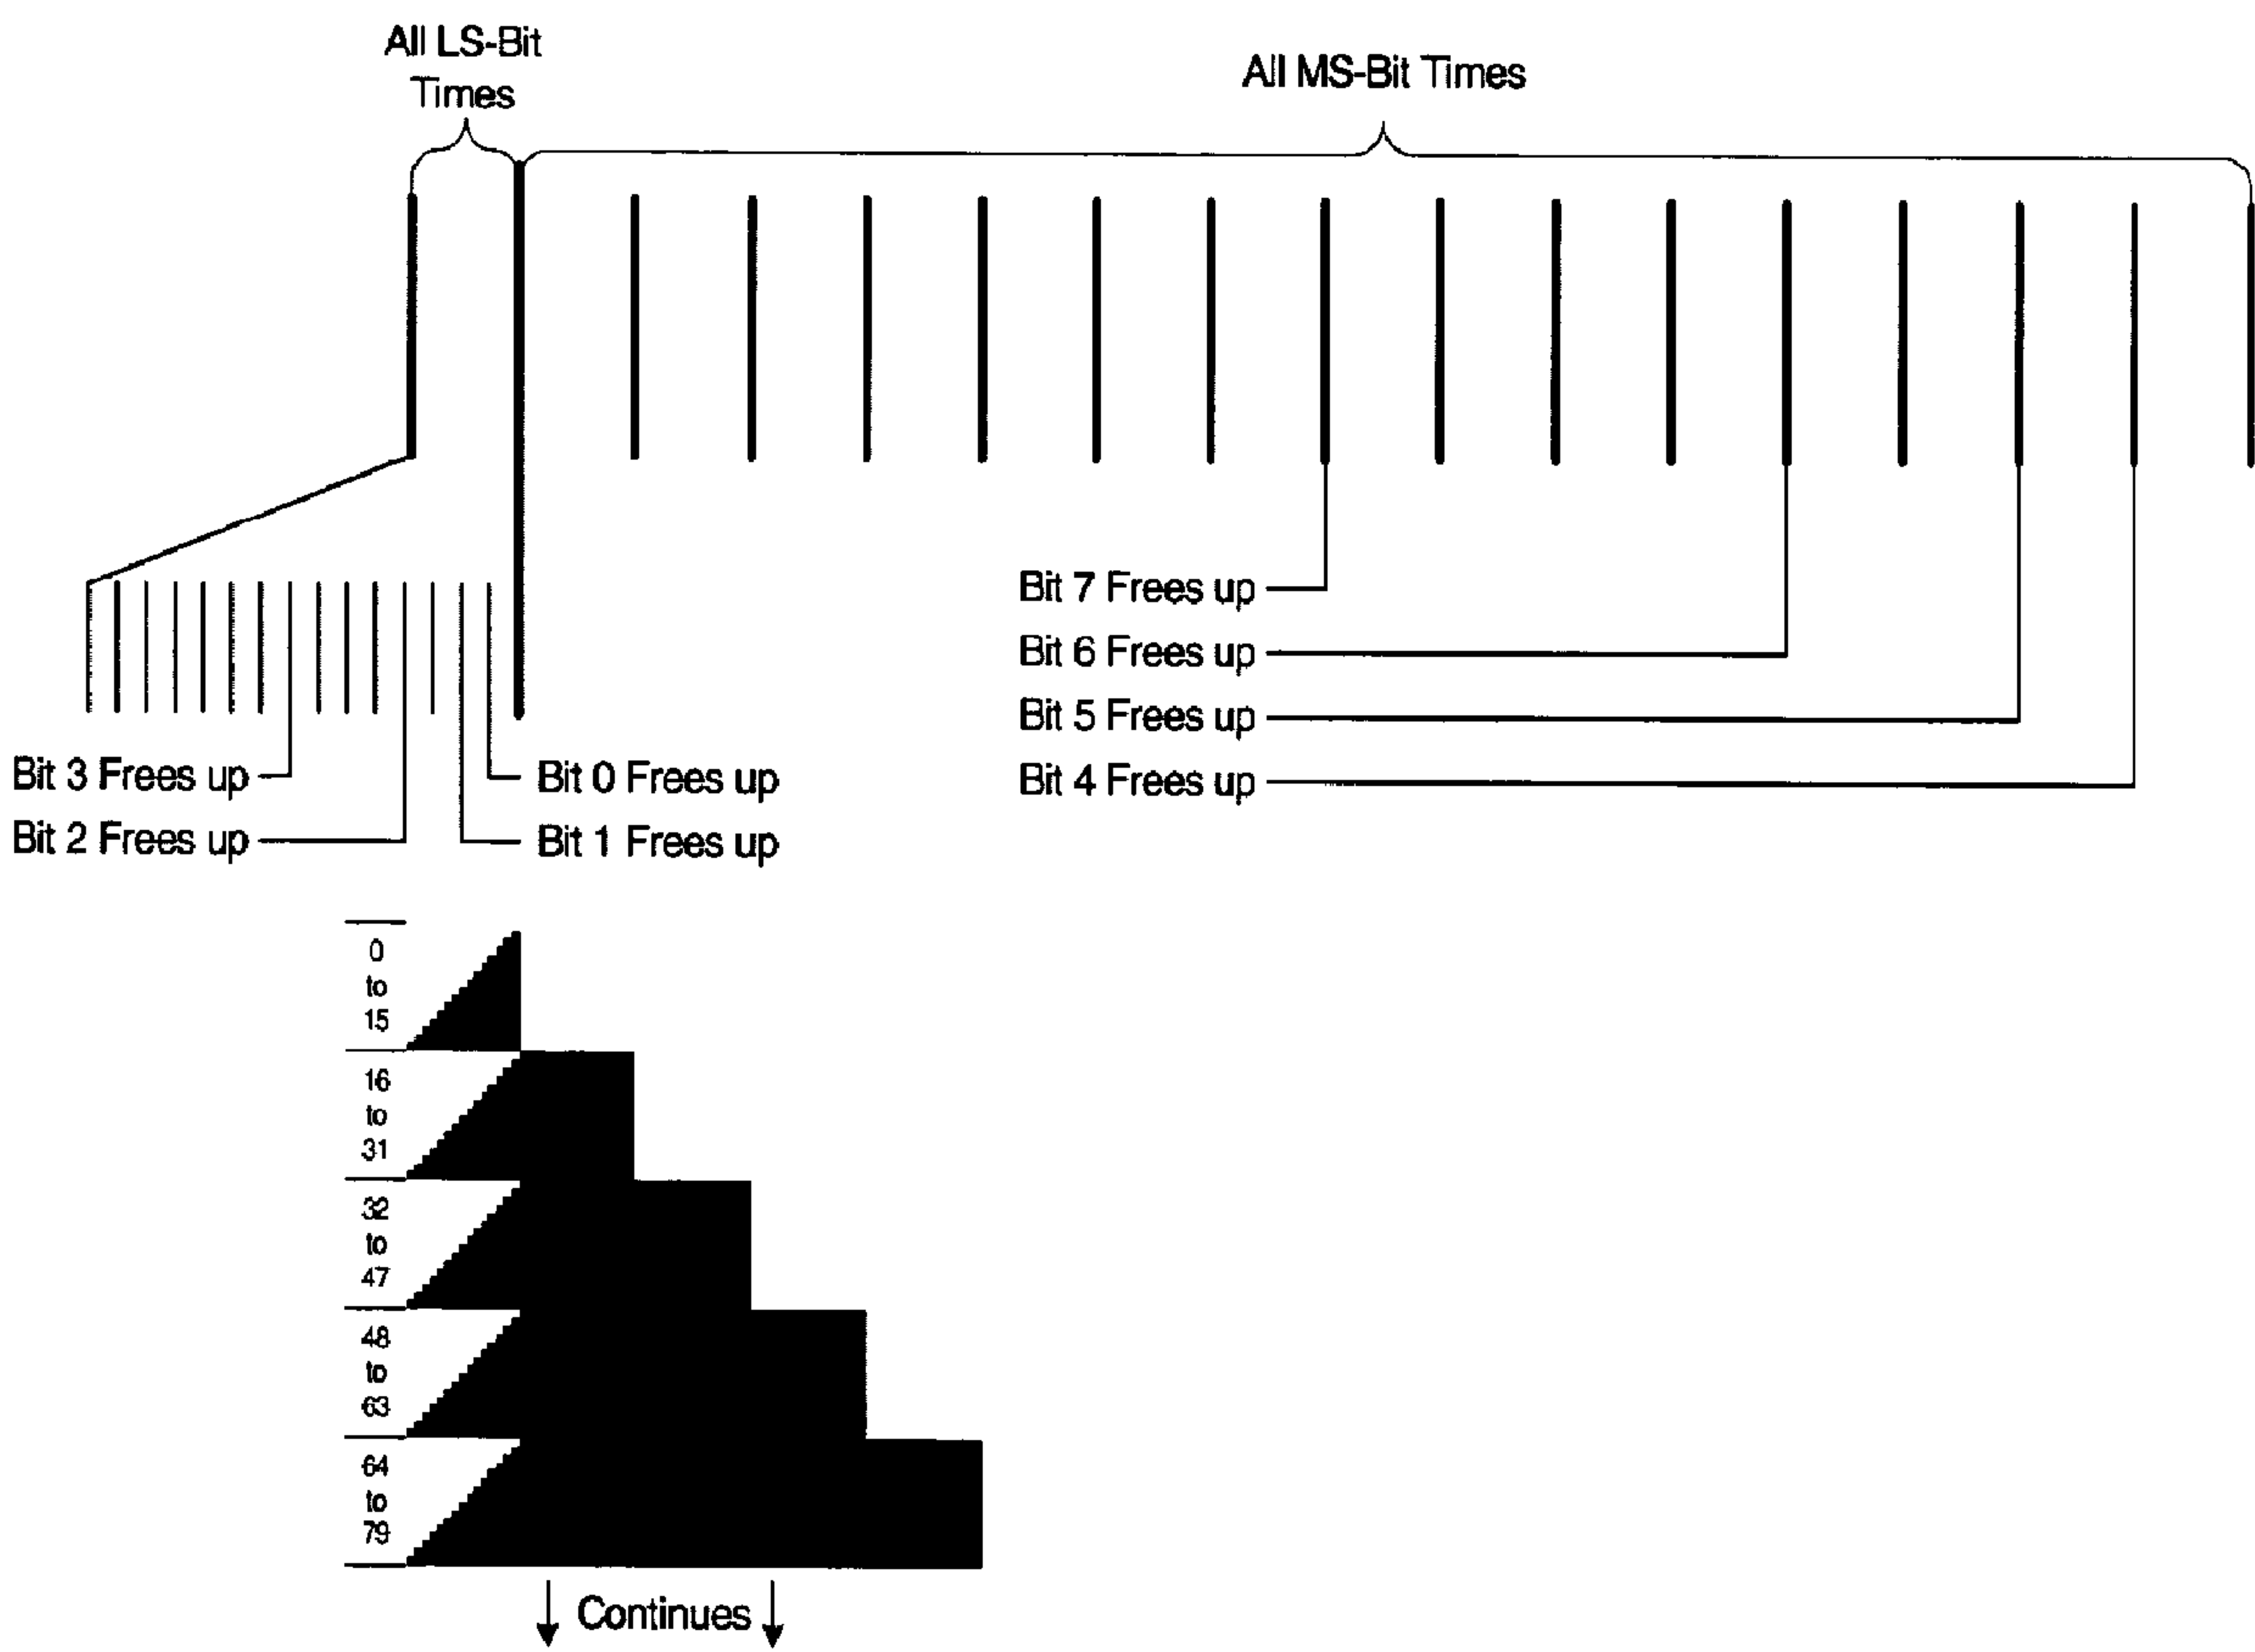 All LS-Bit
Times
All MS-Bit Times
Bit 7 Frees up
Bit 6 Frees up
Bit 5 Frees up
Bit 4 Frees up
Bit 3 Frees up
Bit 0 Frees up
Bit 2 Frees up
Bit 1 Frees up
0
to
15
16
to
31
32
to
47
48
to
63
64
to
79
Continues